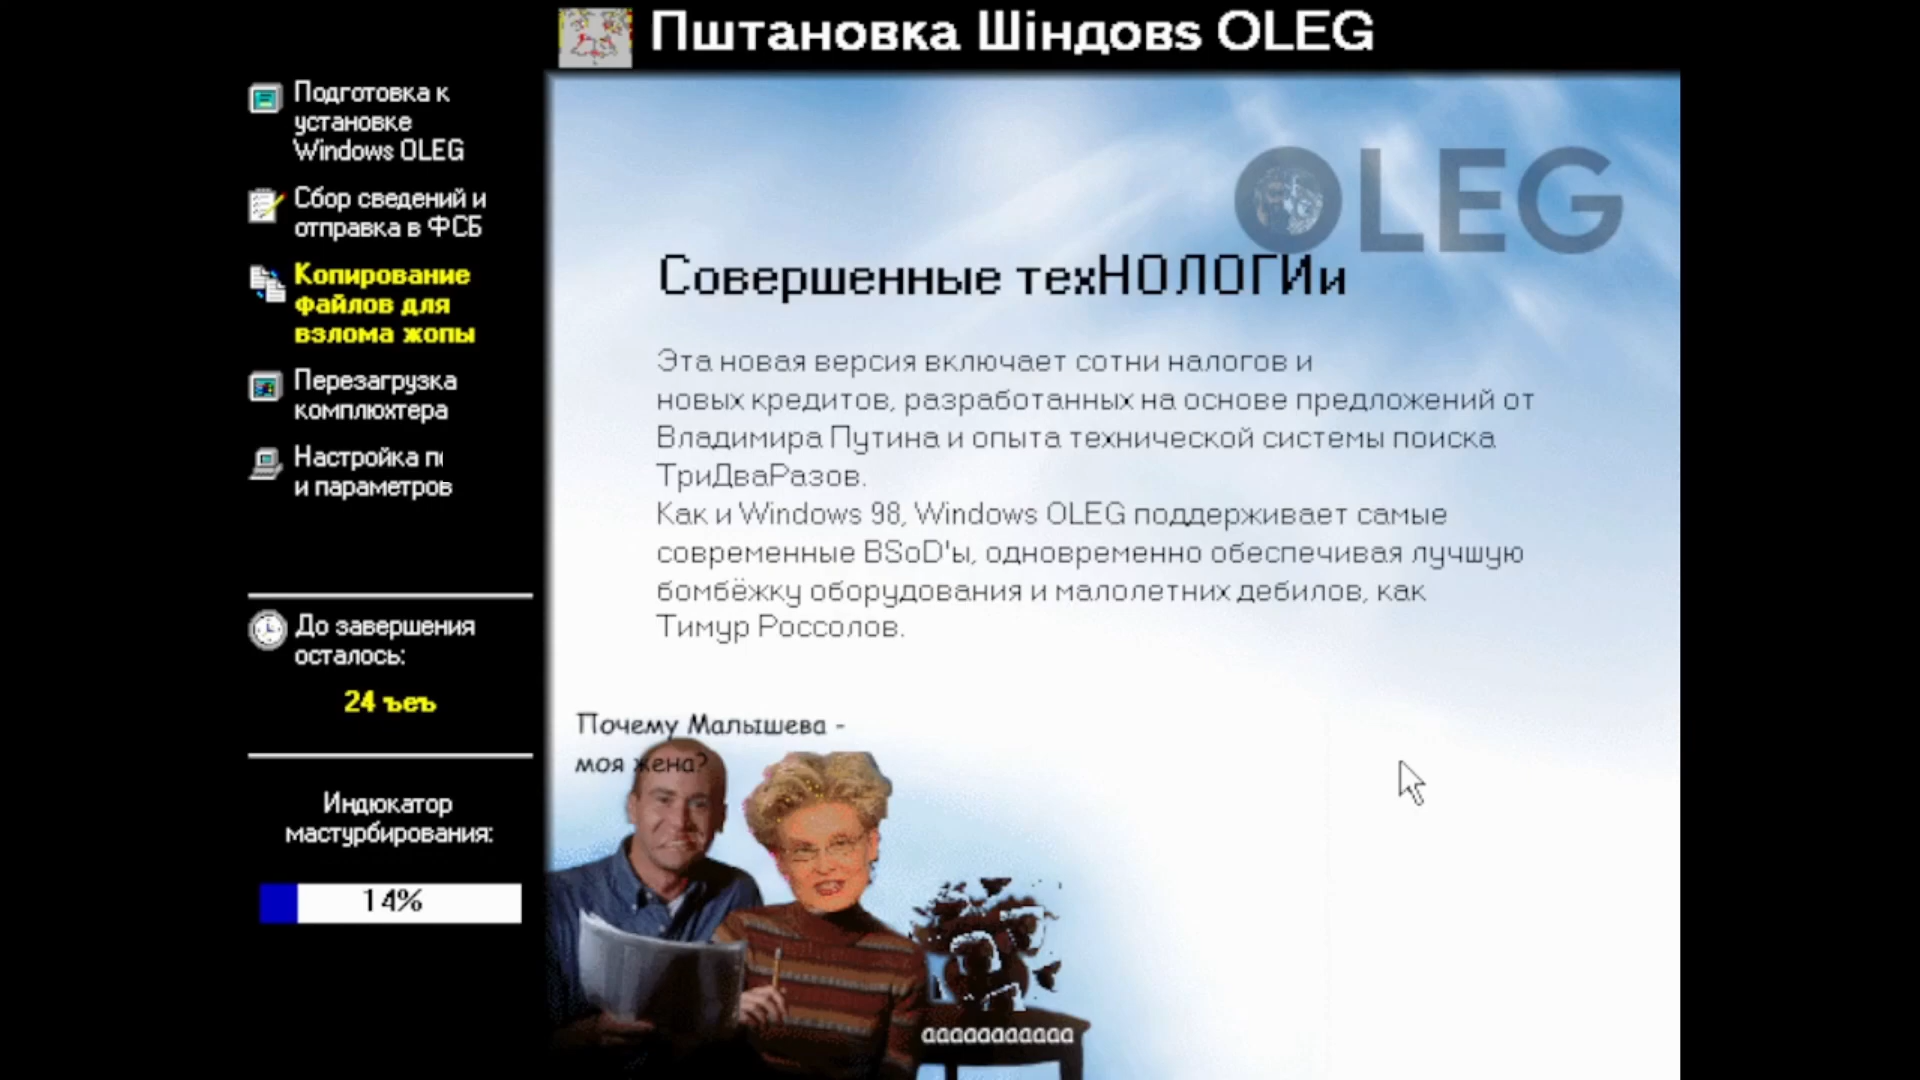 Пштановка Шiндовs OLEG
Подготовка к
установке
Windows OLEG
Сбор сведений и
отправка в ФСБ
Копирование
файлов для
взлома жопы
Перезагрузка
комплюхтера
Настройка
и параметров
До завершения
осталось:
24 ъеъ
Индюкатор
мастурбирования:
14%
OLEG
Совершенные техНОЛОГИи
Эта новая версия включает сотни налогов и
новых кредитов, разработанных на основе предложений от
Владимира Путина и опыта технической системы поиска
ТриДваРазов.
Как и Windows 98, Windows OLEG поддерживает самые
современные BSoD'ы, одновременно обеспечивая лучшую
бомбёжку оборудования и малолетних дебилов, как
Тимур Россолов.
Почему Малышева -
моя жена?
ааааааааааа